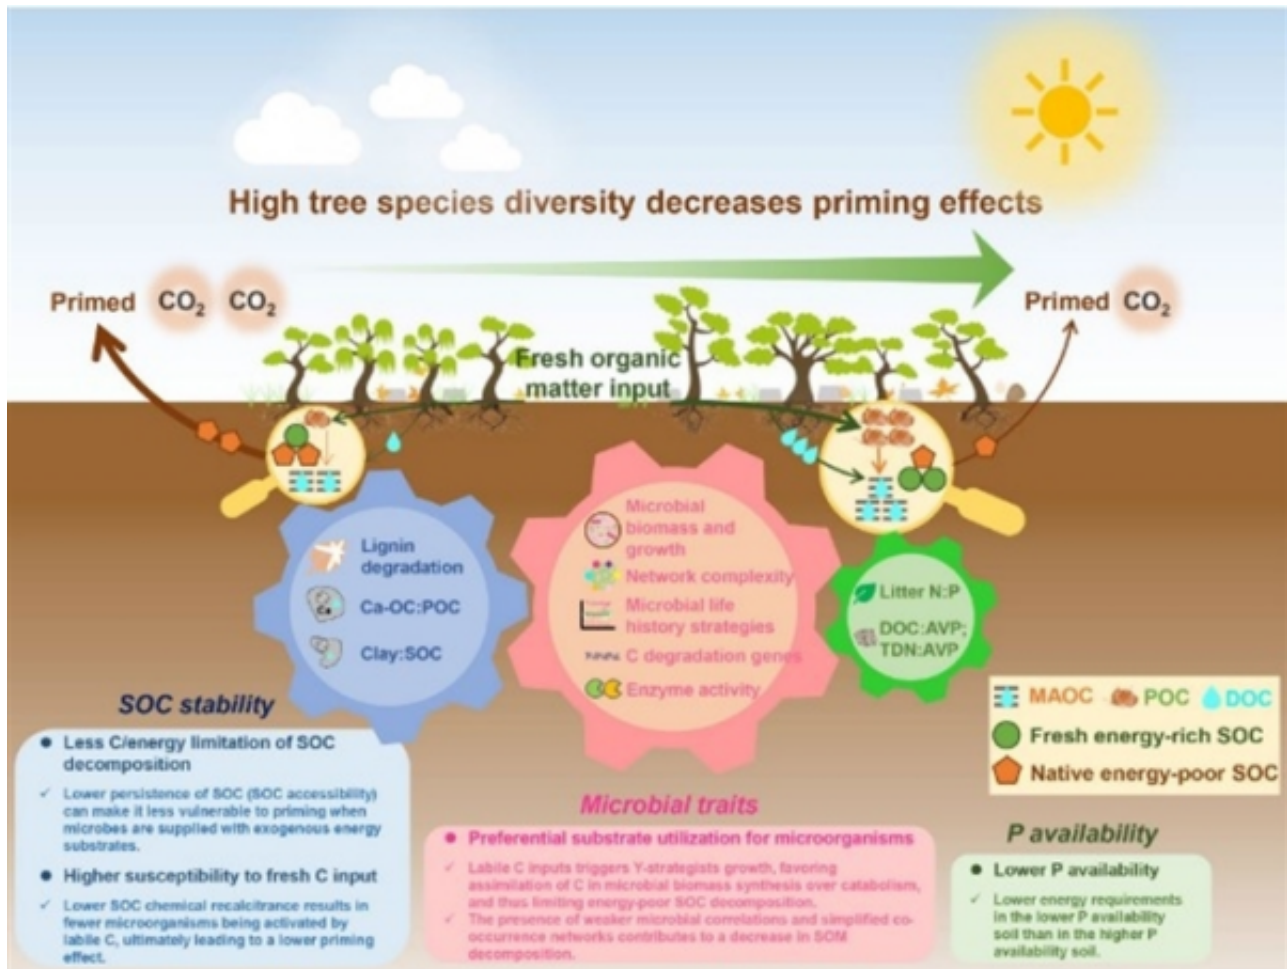 High tree species diversity decreases priming effects
Primed CO₂ CO₂
Primed CO₂
Fresh organic
matter input
Lignin
degradation
Ca-OC:POC
Clay:SOC
Microbial
biomass and
growth
Network complexity
Microbial life
history strategies
C degradation genes
Enzyme activity
Litter N:P
DOC:AVP;
TDN:AVP
MAOC POC DOC
Fresh energy-rich SOC
Native energy-poor SOC
SOC stability
● Less C/energy limitation of SOC
decomposition
✓ Lower persistence of SOC (SOC accessibility)
can make it less vulnerable to priming when
microbes are supplied with exogenous energy
substrates.
● Higher susceptibility to fresh C input
✓ Lower SOC chemical recalcitrance results in
fewer microorganisms being activated by
labile C, ultimately leading to a lower priming
effect.
Microbial traits
● Preferential substrate utilization for microorganisms
✓ Labile C inputs triggers Y-strategists growth, favoring
assimilation of C in microbial biomass synthesis over catabolism,
and thus limiting energy-poor SOC decomposition.
✓ The presence of weaker microbial correlations and simplified co-
occurrence networks contributes to a decrease in SOM
decomposition.
P availability
● Lower P availability
✓ Lower energy requirements
in the lower P availability
soil than in the higher P
availability soil.